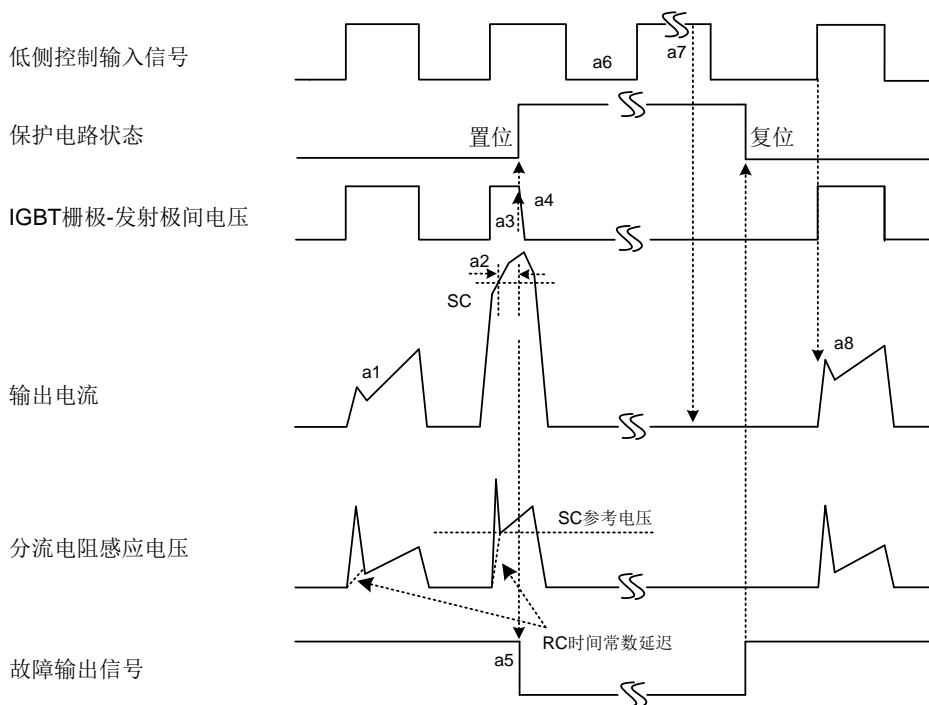 低侧控制输入信号
a6
a7
保护电路状态
置位
复位
IGBT栅极-发射极间电压
a3
a4
a2
SC
输出电流
a1
a8
分流电阻感应电压
SC参考电压
RC时间常数延迟
故障输出信号
a5